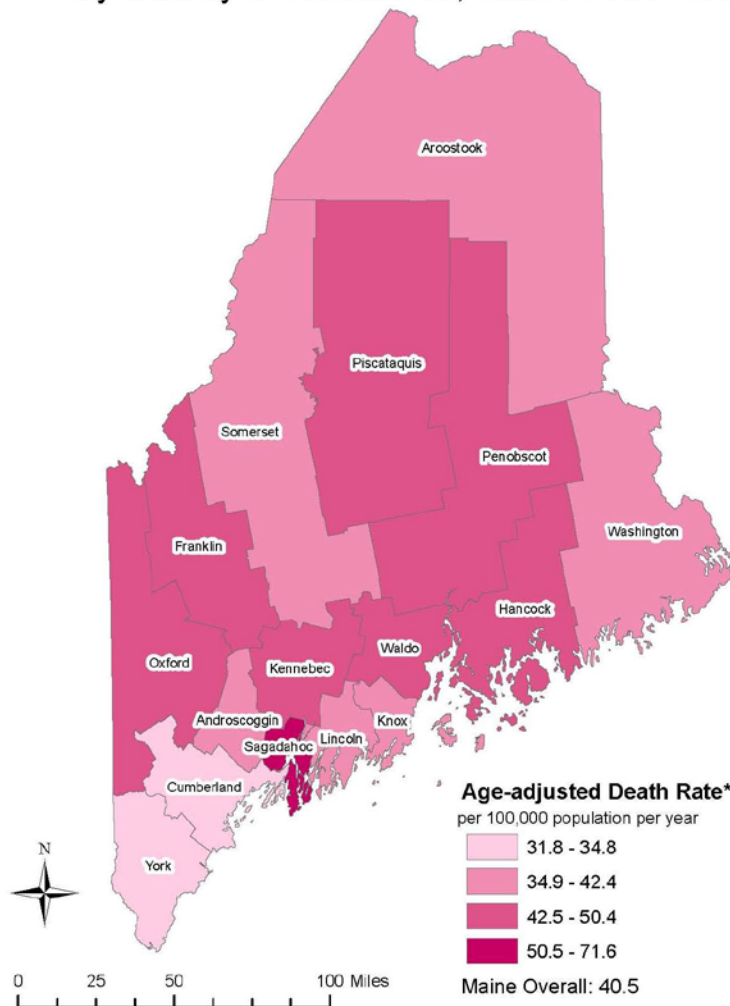 Aroostook
Piscataquis
Somerset
Penobscot
Washington
Franklin
Hancock
Waldo
Oxford
Kennebec
Androscoggin
Knox
Lincoln
Sagadahoc
Cumberland
York
N
Age-adjusted Death Rate*
per 100,000 population per year
31.8 - 34.8
34.9 - 42.4
42.5 - 50.4
50.5 - 71.6
Maine Overall: 40.5
0 25 50 100 Miles